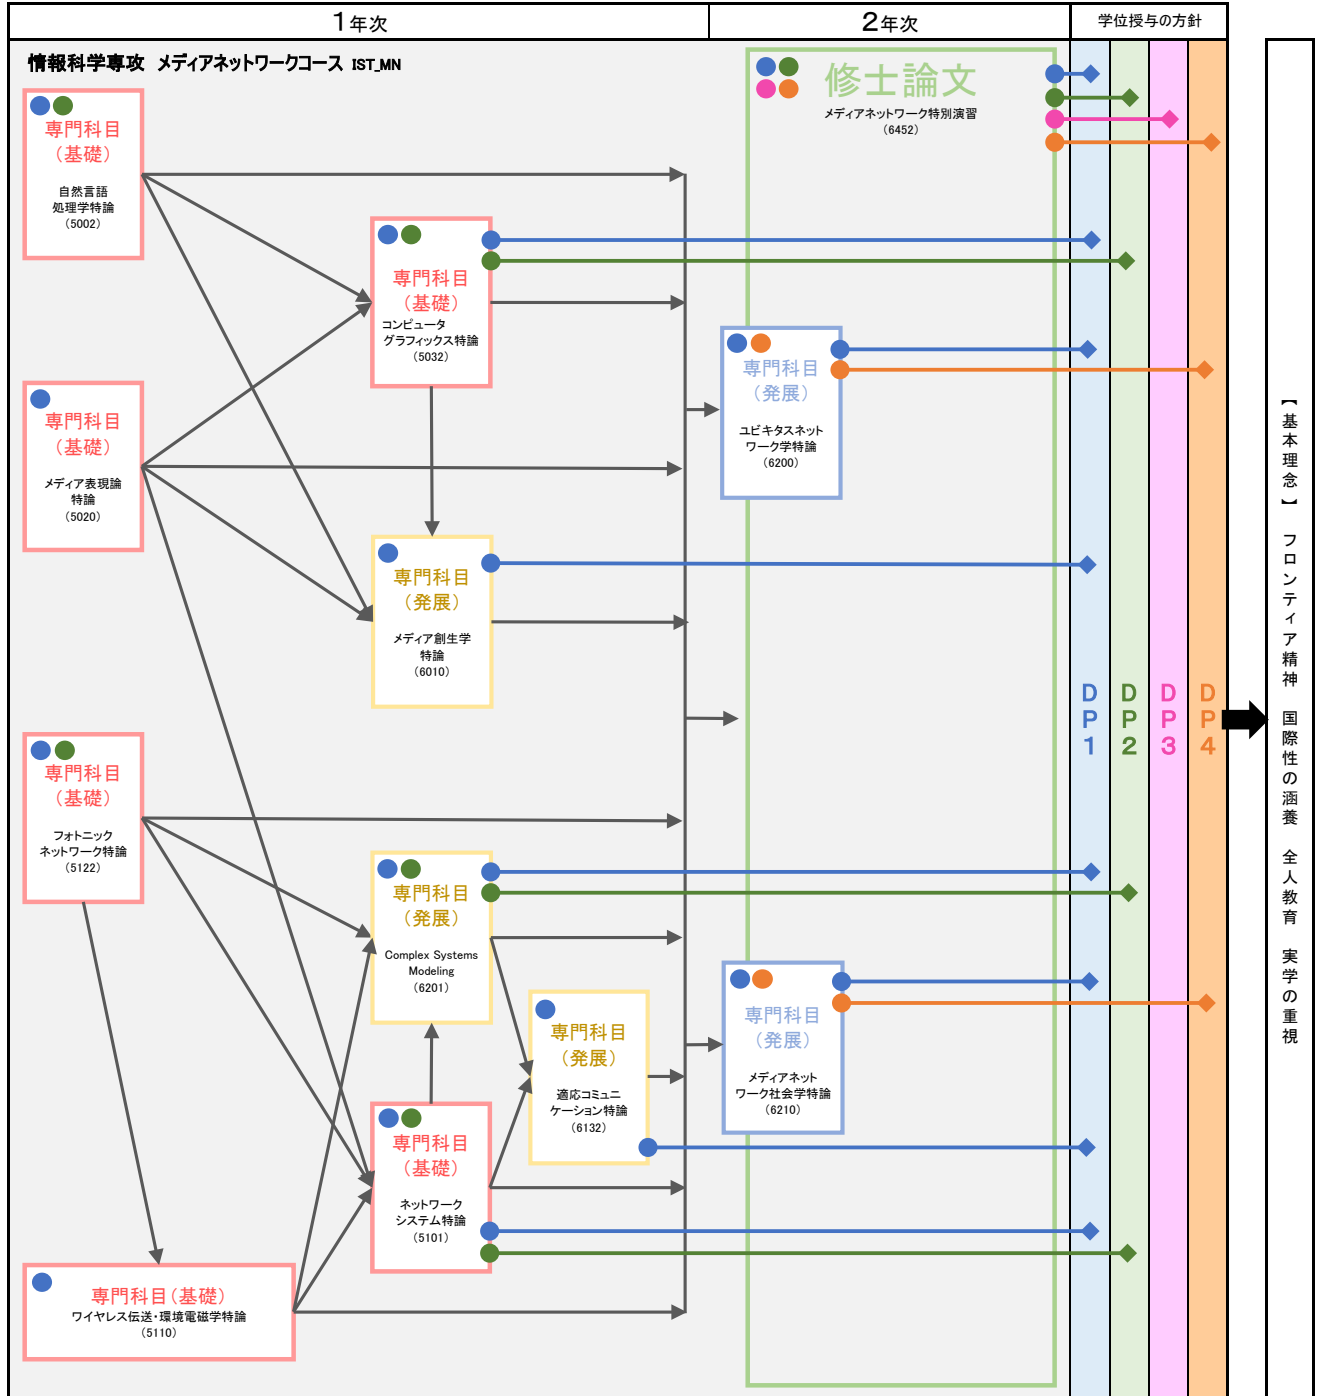 1年次
2年次
学位授与の方針
情報科学専攻 メディアネットワークコース IST_MN
専門科目
(基礎)
自然言語
処理学特論
(5002)
修士論文
メディアネットワーク特別演習
(6452)
専門科目
(基礎)
コンピュータ
グラフィックス特論
(5032)
専門科目
(発展)
ユビキタスネット
ワーク学特論
(6200)
専門科目
(基礎)
メディア表現論
特論
(5020)
専門科目
(発展)
メディア創生学
特論
(6010)
専門科目
(基礎)
フォトニック
ネットワーク特論
(5122)
専門科目
(発展)
Complex Systems
Modeling
(6201)
専門科目
(発展)
適応コミュニ
ケーション特論
(6132)
専門科目
(発展)
メディアネット
ワーク社会学特論
(6210)
専門科目
(基礎)
ネットワーク
システム特論
(5101)
専門科目(基礎)
ワイヤレス伝送・環境電磁学特論
(5110)
DP1
DP2
DP3
DP4
【基本理念】 フロンティア精神 国際性の涵養 全人教育 実学の重視